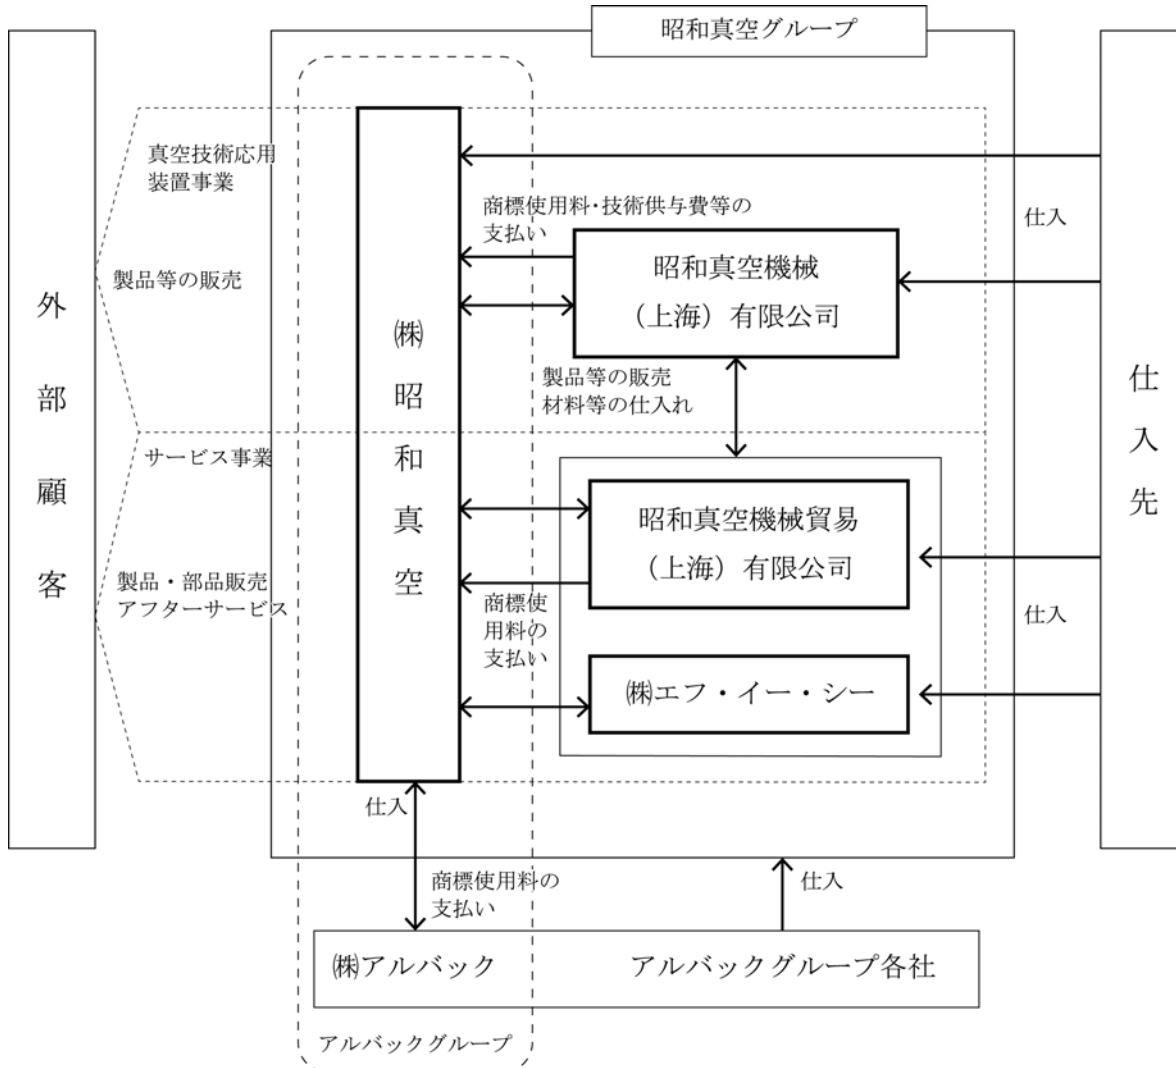 昭和真空グループ
外部顧客
真空技術応用
装置事業
製品等の販売
サービス事業
製品・部品販売
アフターサービス
㈱昭和真空
商標使用料・技術供与費等の
支払い
昭和真空機械
（上海）有限公司
製品等の販売
材料等の仕入れ
昭和真空機械貿易
（上海）有限公司
商標使
用料の
支払い
㈱エフ・イー・シー
仕入
仕入
仕入先
仕入
商標使用料の
支払い
仕入
㈱アルバック
アルバックグループ各社
アルバックグループ